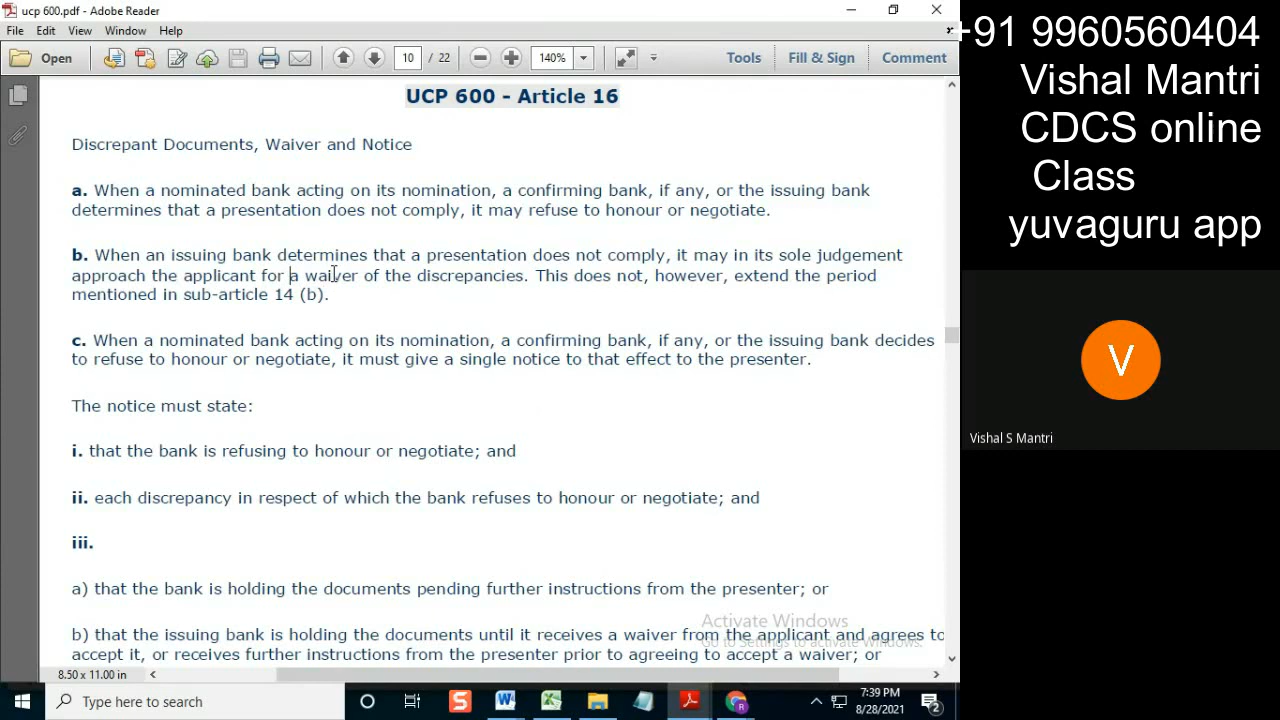 ucp 600.pdf - Adobe Reader
File Edit View Window Help
Open 10 / 22 140% Tools Fill & Sign Comment
UCP 600 - Article 16
Discrepant Documents, Waiver and Notice
a. When a nominated bank acting on its nomination, a confirming bank, if any, or the issuing bank
determines that a presentation does not comply, it may refuse to honour or negotiate.
b. When an issuing bank determines that a presentation does not comply, it may in its sole judgement
approach the applicant for a waiver of the discrepancies. This does not, however, extend the period
mentioned in sub-article 14 (b).
c. When a nominated bank acting on its nomination, a confirming bank, if any, or the issuing bank decides
to refuse to honour or negotiate, it must give a single notice to that effect to the presenter.
The notice must state:
i. that the bank is refusing to honour or negotiate; and
ii. each discrepancy in respect of which the bank refuses to honour or negotiate; and
iii.
a) that the bank is holding the documents pending further instructions from the presenter; or
b) that the issuing bank is holding the documents until it receives a waiver from the applicant and agrees to
accept it, or receives further instructions from the presenter prior to agreeing to accept a waiver; or
Activate Windows
Go to Settings to activate Windows.
8.50 x 11.00 in
Type here to search
7:39 PM
8/28/2021
2
+91 9960560404
Vishal Mantri
CDCS online
Class
yuvaguru app
V
Vishal S Mantri